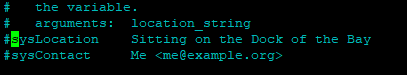 #   the variable.
#   arguments:  location_string
#sysLocation    Sitting on the Dock of the Bay
#sysContact     Me <me@example.org>